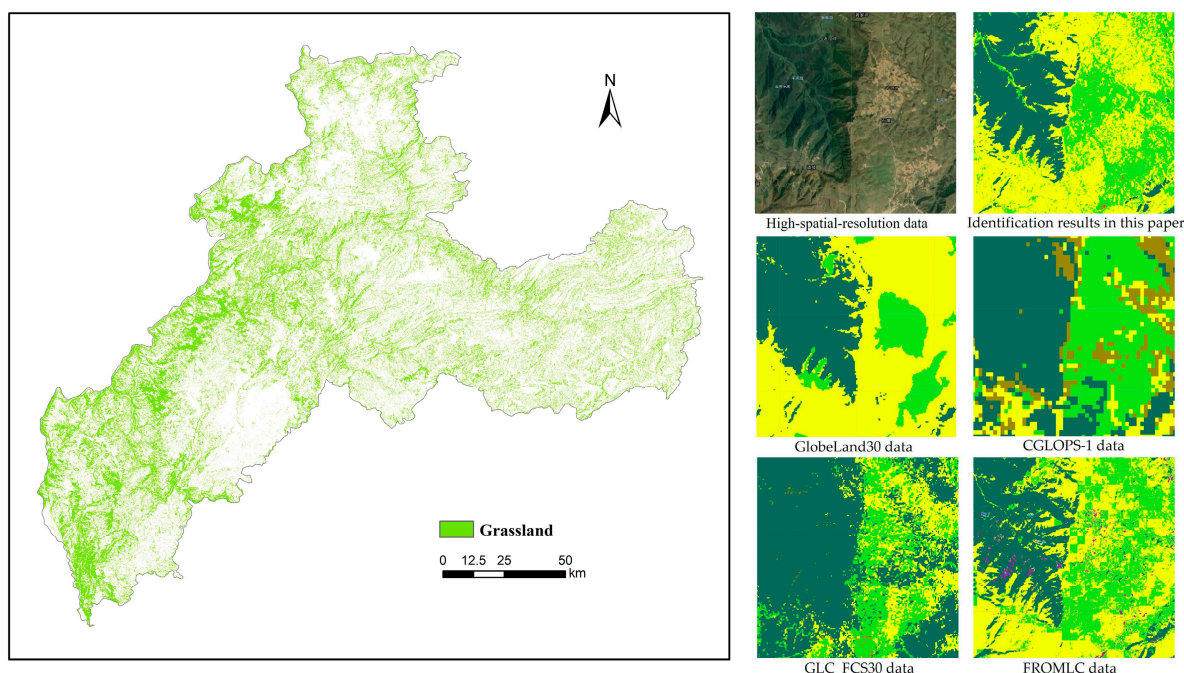 N
Grassland
0 12.5 25 50
km
High-spatial-resolution data
Identification results in this paper
GlobeLand30 data
CGLOPS-1 data
GLC_FCS30 data
FROMLC data